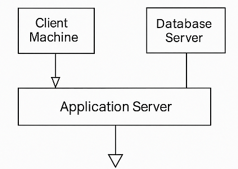 Client
Machine
Database
Server
Application Server